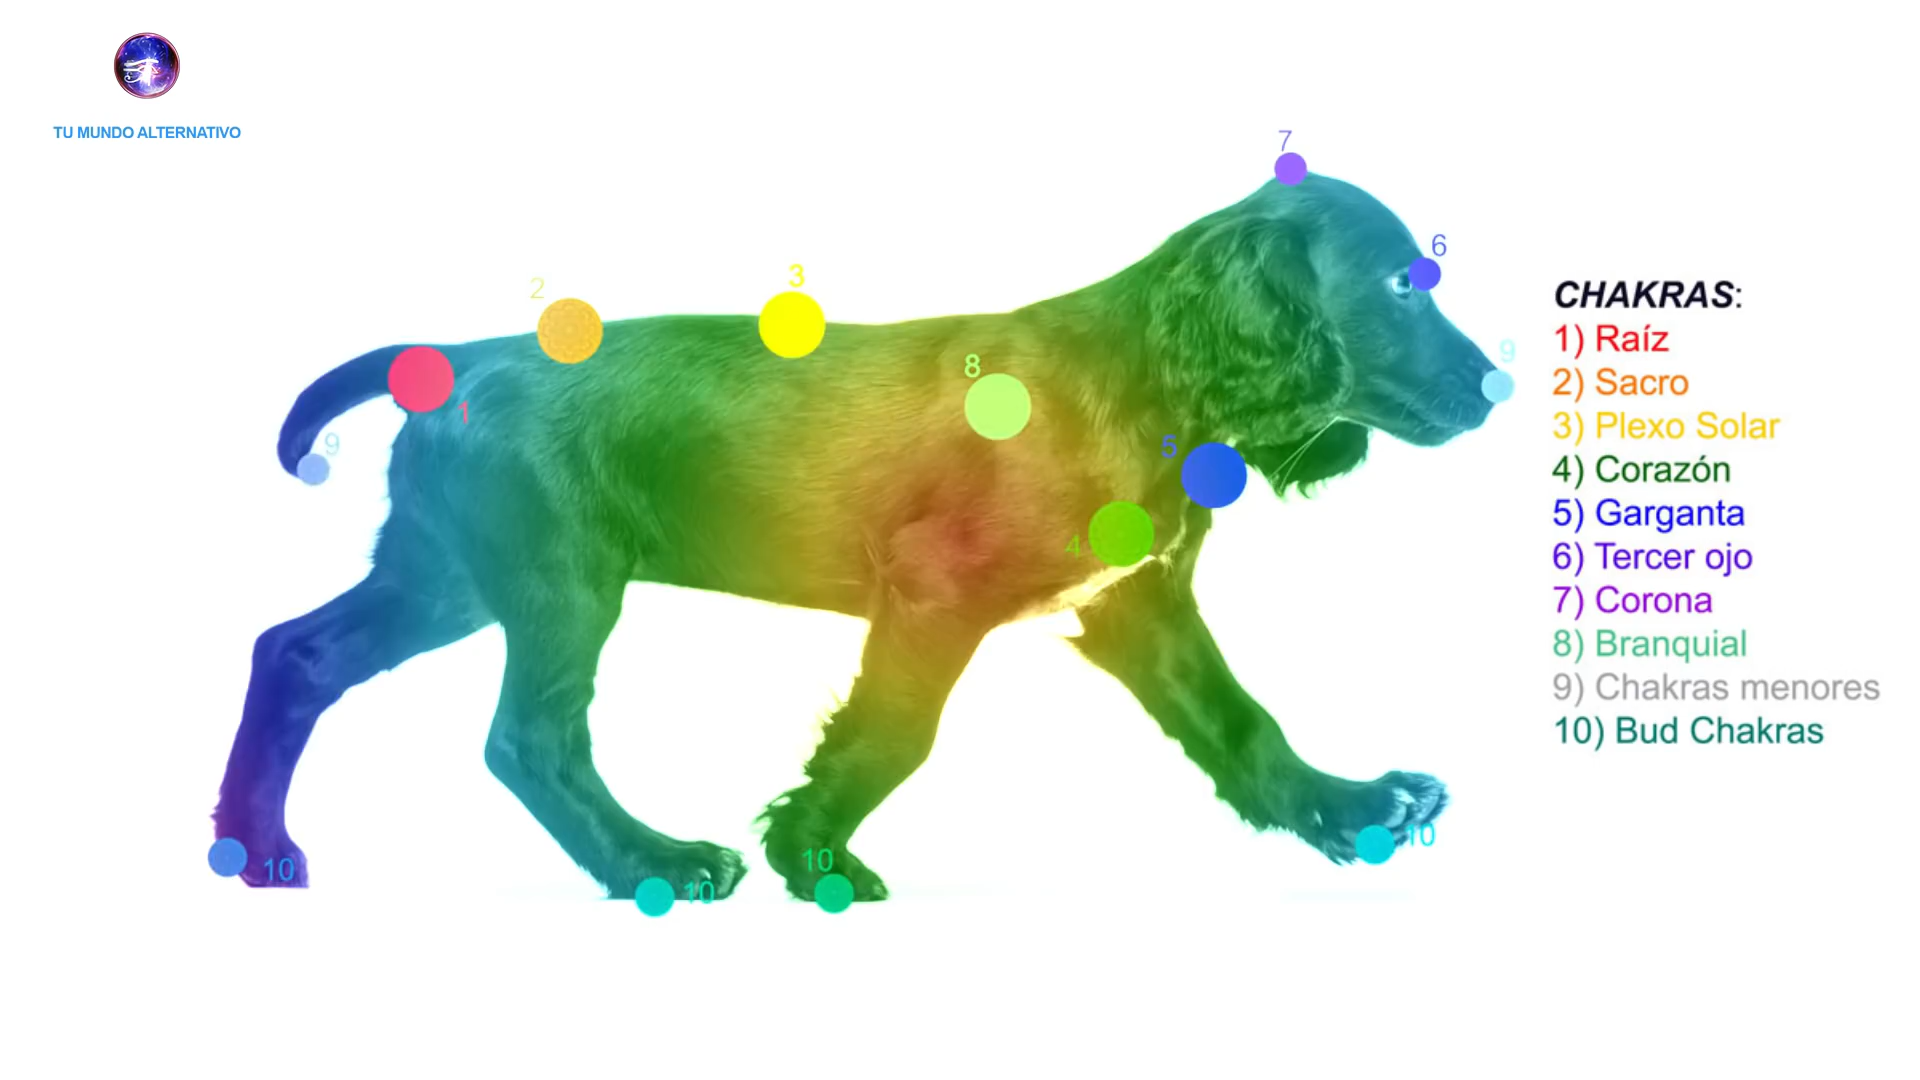 TU MUNDO ALTERNATIVO
7
6
2
3
9
8
1
9
5
4
10
10
10
10
CHAKRAS:
1) Raíz
2) Sacro
3) Plexo Solar
4) Corazón
5) Garganta
6) Tercer ojo
7) Corona
8) Branquial
9) Chakras menores
10) Bud Chakras